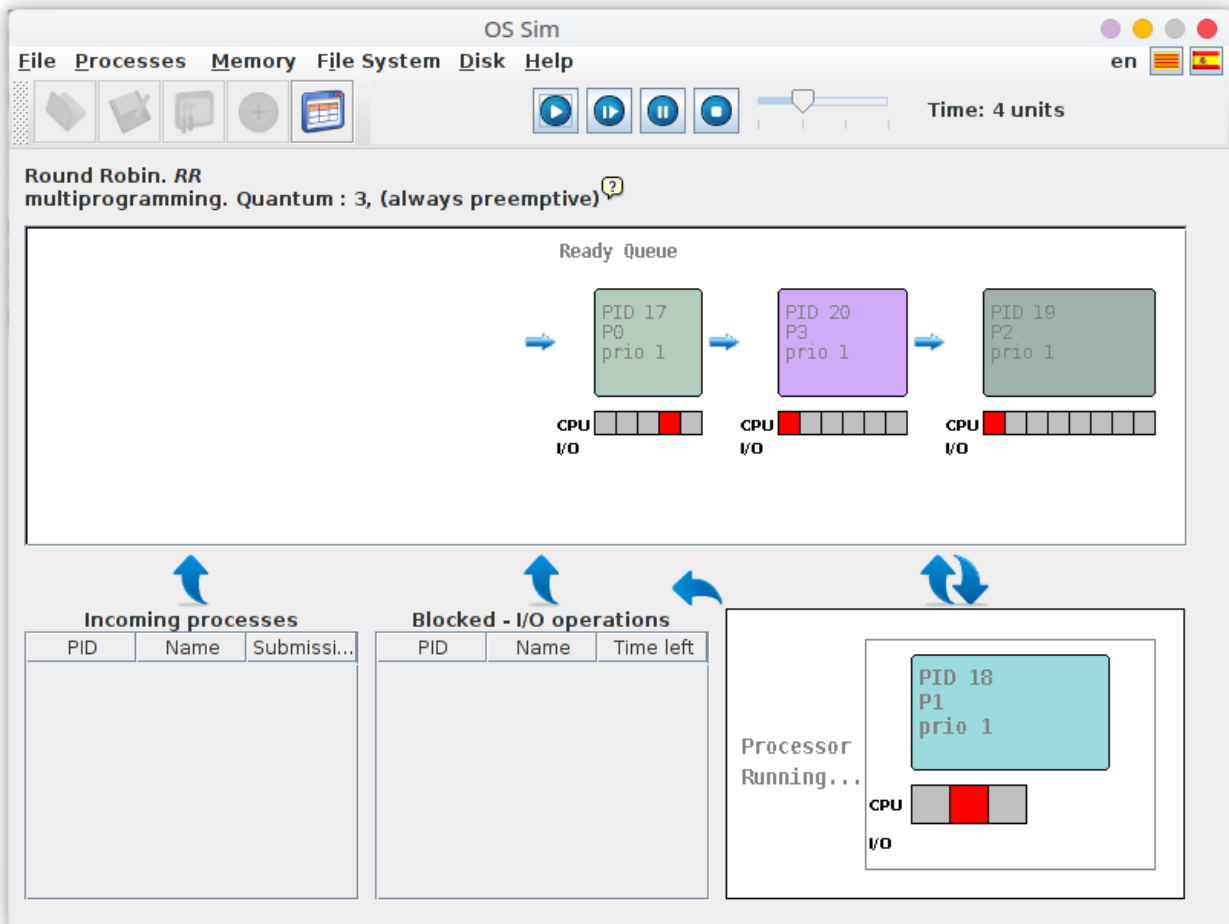 OS Sim
File Processes Memory File System Disk Help en
Time: 4 units
Round Robin. RR
multiprogramming. Quantum : 3, (always preemptive) ?
Ready Queue
PID 17
P0
prio 1
CPU
I/O
PID 20
P3
prio 1
CPU
I/O
PID 19
P2
prio 1
CPU
I/O
Incoming processes
PID Name Submissi...
Blocked - I/O operations
PID Name Time left
Processor
Running...
PID 18
P1
prio 1
CPU
I/O